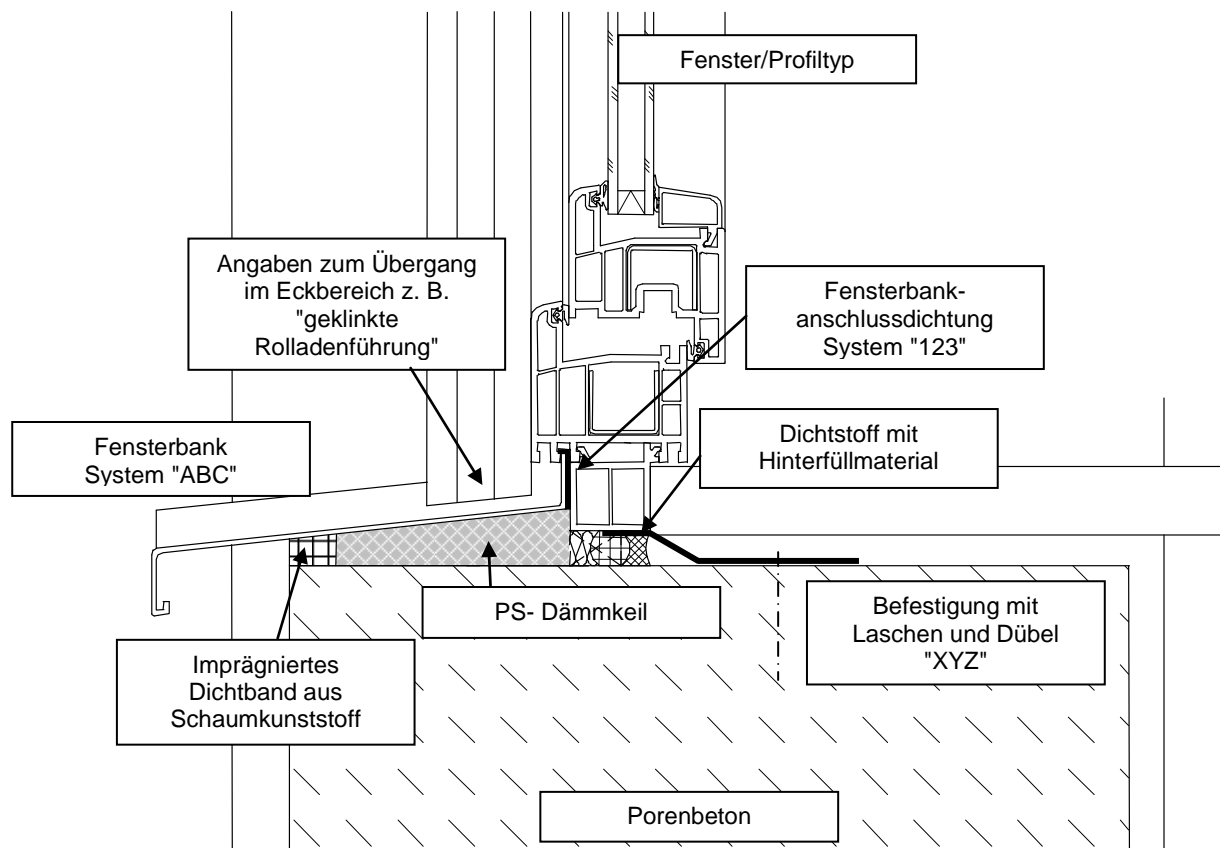 Fenster/Profiltyp
Angaben zum Übergang
im Eckbereich z. B.
"geklinkte
Rolladenführung"
Fensterbank-
anschlussdichtung
System "123"
Fensterbank
System "ABC"
Dichtstoff mit
Hinterfüllmaterial
PS- Dämmkeil
Befestigung mit
Laschen und Dübel
"XYZ"
Imprägniertes
Dichtband aus
Schaumkunststoff
Porenbeton